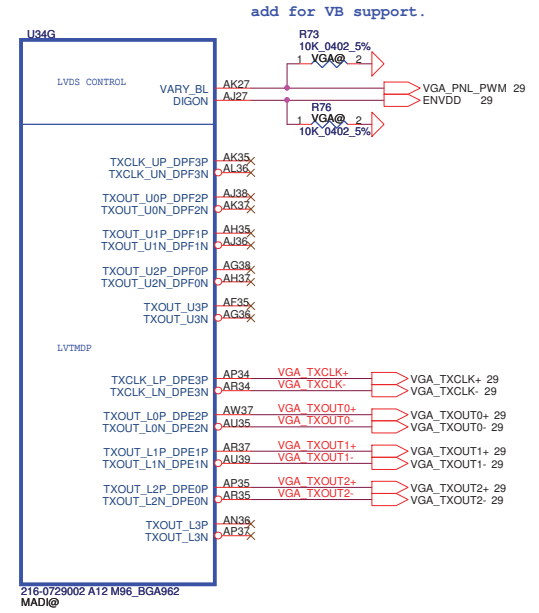 add for VB support.
U34G
R73
10K_0402_5%
1 VGA@ 2
LVDS CONTROL
VARY_BL AK27 VGA_PNL_PWM 29
DIGON AJ27 ENVDD 29
R76
1 VGA@ 2
10K_0402_5%
TXCLK_UP_DPF3P AK35
TXCLK_UN_DPF3N AL36
TXOUT_U0P_DPF2P AJ38
TXOUT_U0N_DPF2N AK37
TXOUT_U1P_DPF1P AH35
TXOUT_U1N_DPF1N AJ36
TXOUT_U2P_DPF0P AG38
TXOUT_U2N_DPF0N AH37
TXOUT_U3P AF35
TXOUT_U3N AG36
LVTMDP
TXCLK_LP_DPE3P AP34 VGA_TXCLK+ VGA_TXCLK+ 29
TXCLK_LN_DPE3N AR34 VGA_TXCLK- VGA_TXCLK- 29
TXOUT_L0P_DPE2P AW37 VGA_TXOUT0+ VGA_TXOUT0+ 29
TXOUT_L0N_DPE2N AU35 VGA_TXOUT0- VGA_TXOUT0- 29
TXOUT_L1P_DPE1P AR37 VGA_TXOUT1+ VGA_TXOUT1+ 29
TXOUT_L1N_DPE1N AU39 VGA_TXOUT1- VGA_TXOUT1- 29
TXOUT_L2P_DPE0P AP35 VGA_TXOUT2+ VGA_TXOUT2+ 29
TXOUT_L2N_DPE0N AR35 VGA_TXOUT2- VGA_TXOUT2- 29
TXOUT_L3P AN36
TXOUT_L3N AP37
216-0729002 A12 M96_BGA962
MADI@